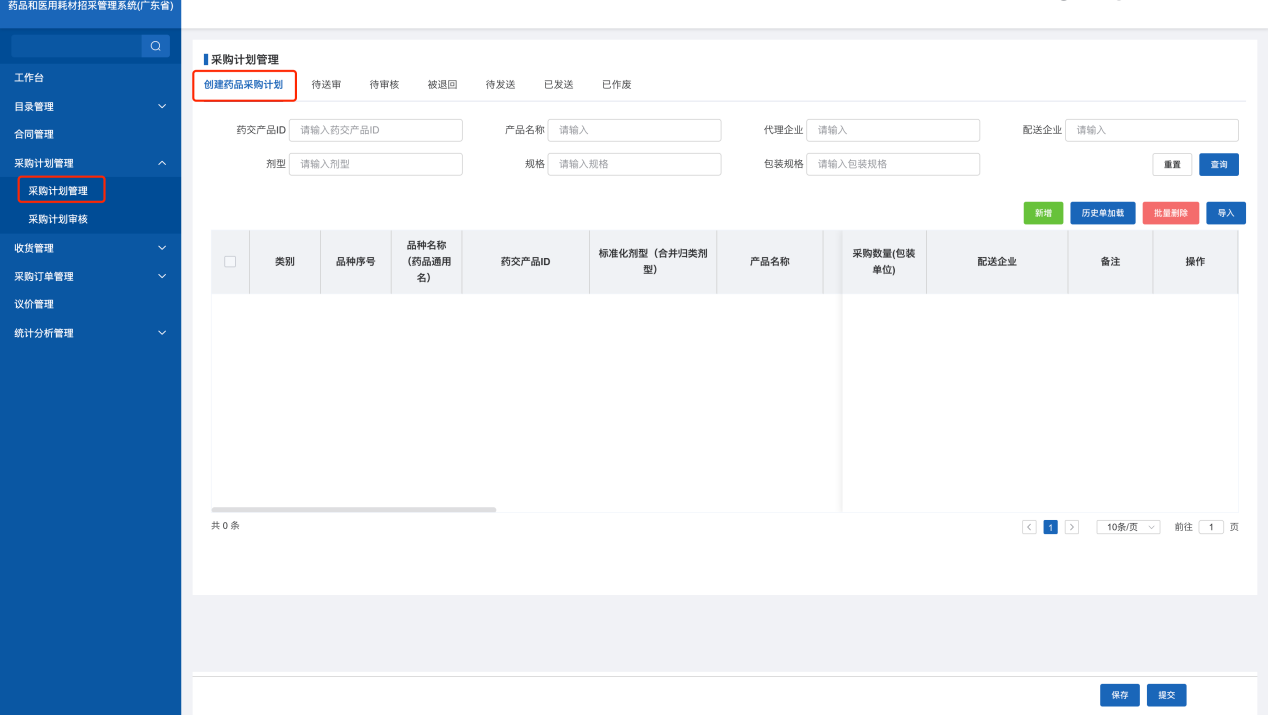 药品和医用耗材招采管理系统(广东省)
工作台
目录管理
合同管理
采购计划管理
采购计划管理
采购计划审核
收货管理
采购订单管理
议价管理
统计分析管理
采购计划管理
创建药品采购计划 待送审 待审核 被退回 待发送 已发送 已作废
药交产品ID 请输入药交产品ID 产品名称 请输入 代理企业 请输入 配送企业 请输入
剂型 请输入剂型 规格 请输入规格 包装规格 请输入包装规格 重置 查询
新增 历史单加载 批量删除 导入
类别 品种序号 品种名称(药品通用名) 药交产品ID 标准化剂型(合并归类剂型) 产品名称 采购数量(包装单位) 配送企业 备注 操作
共 0 条 1 10条/页 前往 1 页
保存 提交